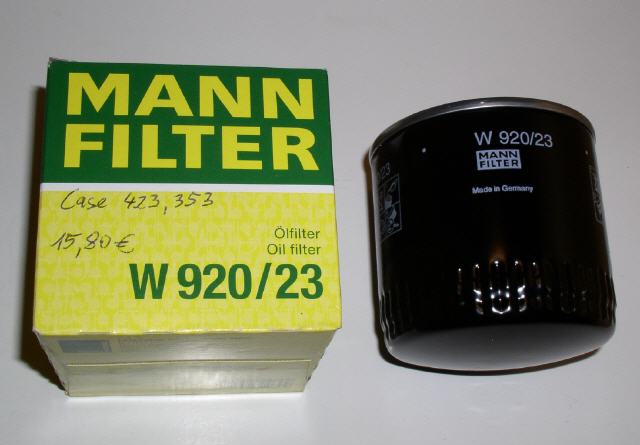 MANN
FILTER
Case 423, 353
15,80 €
Ölfilter
Oil filter
W 920/23
W 920/23
MANN
FILTER
Made in Germany